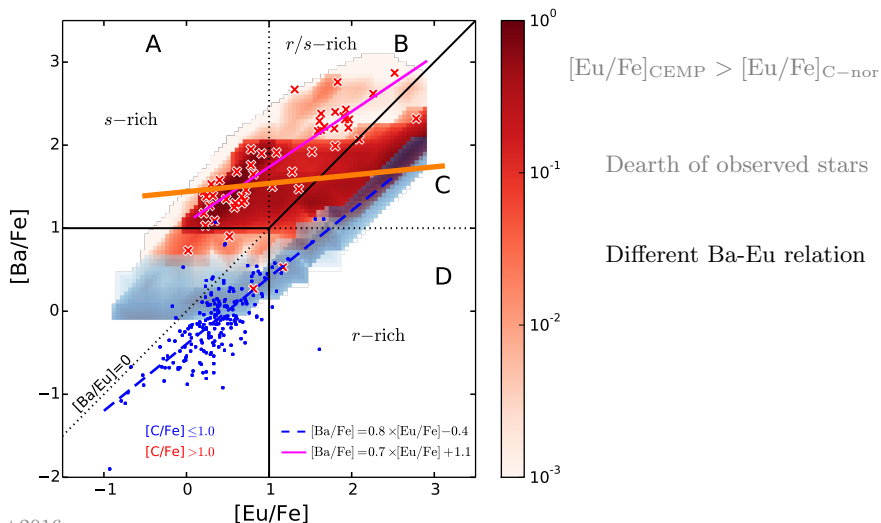 A
r/s−rich
B
s−rich
C
D
r−rich
[Ba/Eu]=0
[C/Fe] ≤1.0
[C/Fe] >1.0
[Ba/Fe]=0.8×[Eu/Fe]−0.4
[Ba/Fe]=0.7×[Eu/Fe]+1.1
3
2
1
0
−1
−2
[Ba/Fe]
−1
0
1
2
3
[Eu/Fe]
10⁰
10⁻¹
10⁻²
10⁻³
[Eu/Fe]CEMP > [Eu/Fe]C−nor
Dearth of observed stars
Different Ba-Eu relation